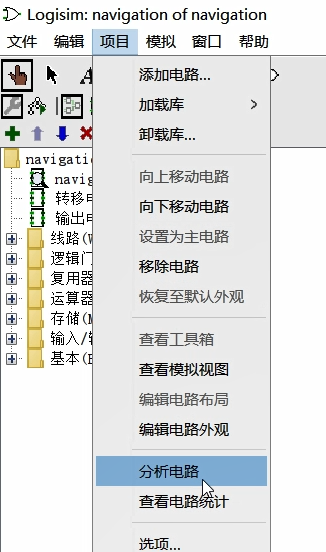 Logisim: navigation of navigation
文件 编辑 项目 模拟 窗口 帮助
添加电路...
加载库
卸载库...
向上移动电路
向下移动电路
设置为主电路
移除电路
恢复至默认外观
查看工具箱
查看模拟视图
编辑电路布局
编辑电路外观
分析电路
查看电路统计
选项...
navigatio
navig
转移
输出
线路(W
逻辑门
复用器
运算器
存储(M
输入/
基本(